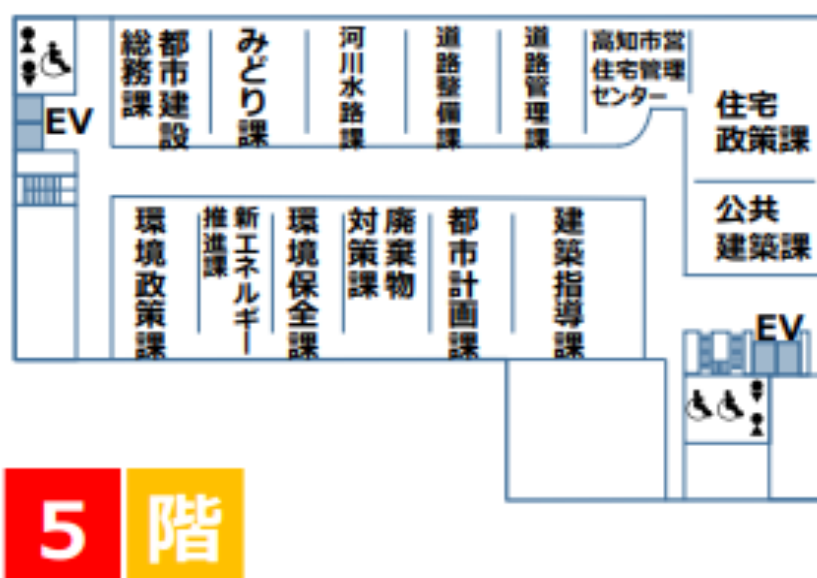 EV
都市建設
総務課
みどり課
河川水路課
道路整備課
道路管理課
高知市営
住宅管理
センター
住宅
政策課
公共
建築課
環境政策課
新エネルギー
推進課
環境保全課
廃棄物
対策課
都市計画課
建築指導課
EV
5階